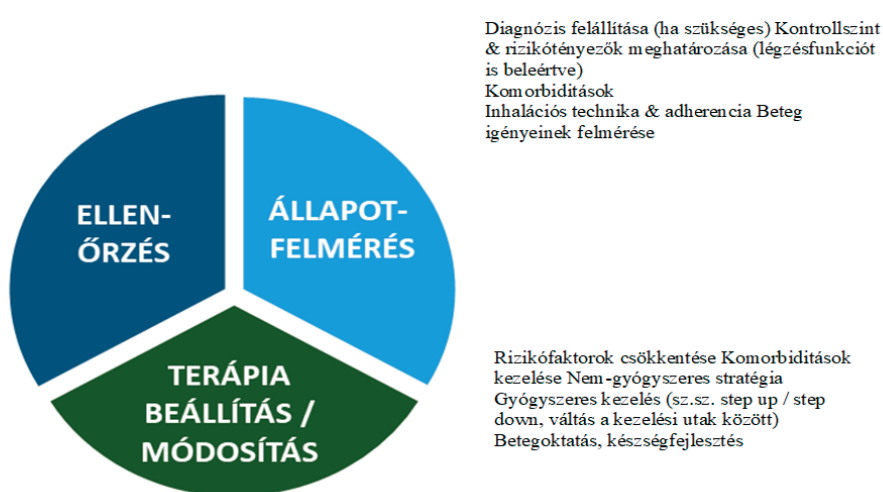 Diagnózis felállítása (ha szükséges) Kontrollszint
& rizikótényezők meghatározása (légzésfunkciót
is beleértve)
Komorbiditások
Inhalációs technika & adherencia Beteg
igényeinek felmérése
ELLEN-
ŐRZÉS
ÁLLAPOT-
FELMÉRÉS
TERÁPIA
BEÁLLÍTÁS /
MÓDOSÍTÁS
Rizikófaktorok csökkentése Komorbiditások
kezelése Nem-gyógyszeres stratégia
Gyógyszeres kezelés (sz.sz. step up / step
down, váltás a kezelési utak között)
Betegoktatás, készségfejlesztés